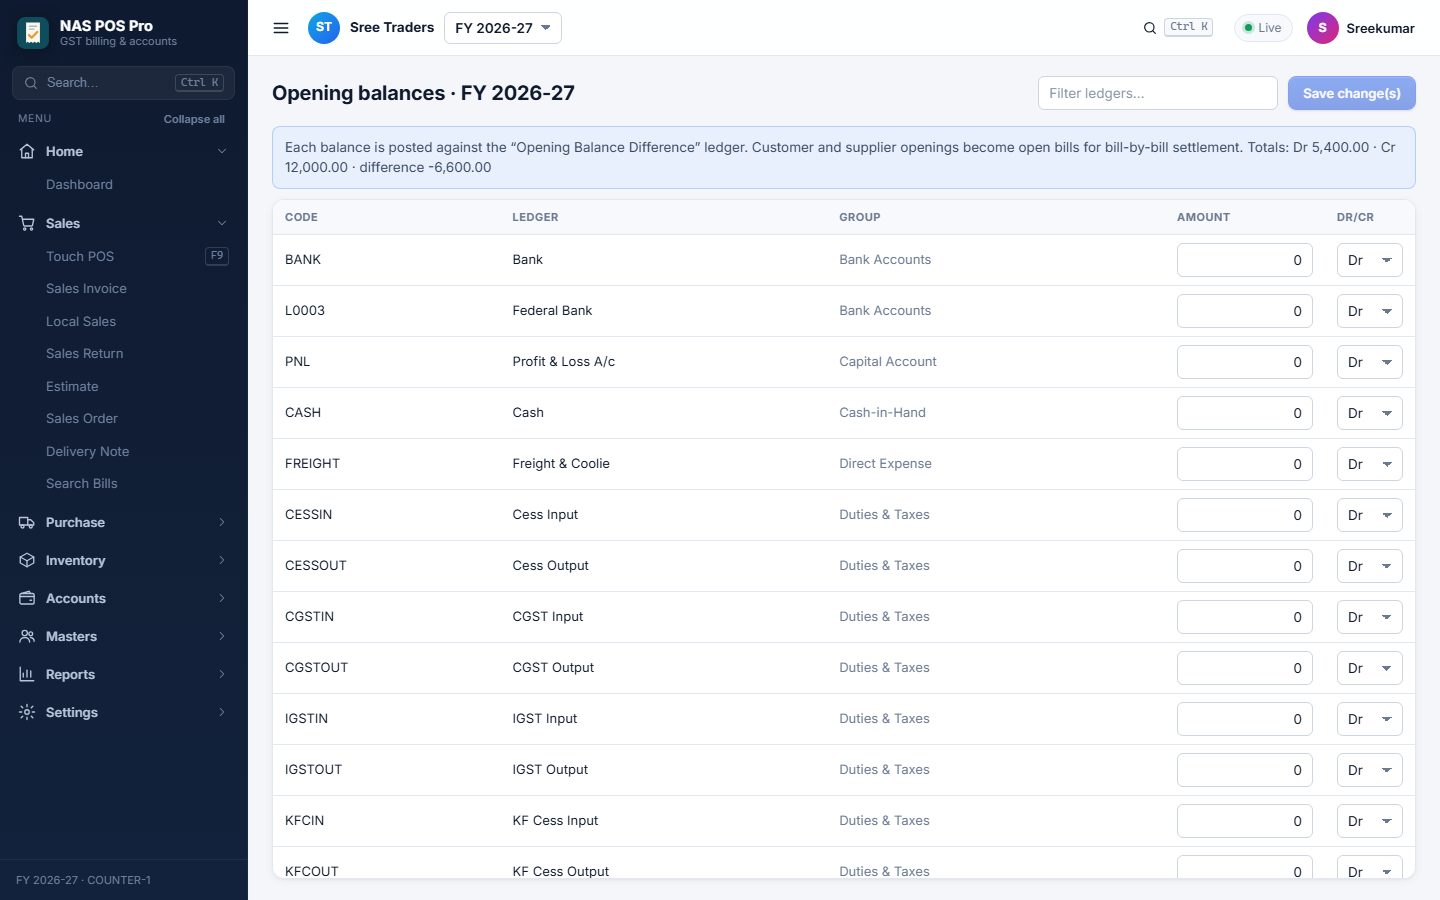 NAS POS Pro
GST billing & accounts
Search... Ctrl K
MENU Collapse all
Home
Dashboard
Sales
Touch POS F9
Sales Invoice
Local Sales
Sales Return
Estimate
Sales Order
Delivery Note
Search Bills
Purchase
Inventory
Accounts
Masters
Reports
Settings
FY 2026-27 · COUNTER-1
ST Sree Traders FY 2026-27 Ctrl K Live S Sreekumar
Opening balances · FY 2026-27 Filter ledgers... Save change(s)
Each balance is posted against the “Opening Balance Difference” ledger. Customer and supplier openings become open bills for bill-by-bill settlement. Totals: Dr 5,400.00 · Cr
12,000.00 · difference -6,600.00
CODE LEDGER GROUP AMOUNT DR/CR
BANK Bank Bank Accounts 0 Dr
L0003 Federal Bank Bank Accounts 0 Dr
PNL Profit & Loss A/c Capital Account 0 Dr
CASH Cash Cash-in-Hand 0 Dr
FREIGHT Freight & Coolie Direct Expense 0 Dr
CESSIN Cess Input Duties & Taxes 0 Dr
CESSOUT Cess Output Duties & Taxes 0 Dr
CGSTIN CGST Input Duties & Taxes 0 Dr
CGSTOUT CGST Output Duties & Taxes 0 Dr
IGSTIN IGST Input Duties & Taxes 0 Dr
IGSTOUT IGST Output Duties & Taxes 0 Dr
KFCIN KF Cess Input Duties & Taxes 0 Dr
KFCOUT KF Cess Output Duties & Taxes 0 Dr